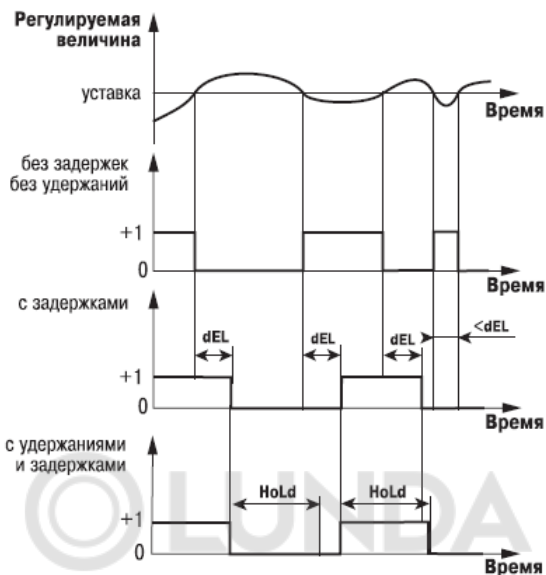 Регулируемая
величина
уставка
Время
без задержек
без удержаний
+1
0
Время
с задержками
dEL
dEL
dEL
<dEL
+1
0
Время
с удержаниями
и задержками
HoLd
HoLd
LUNDA
+1
0
Время